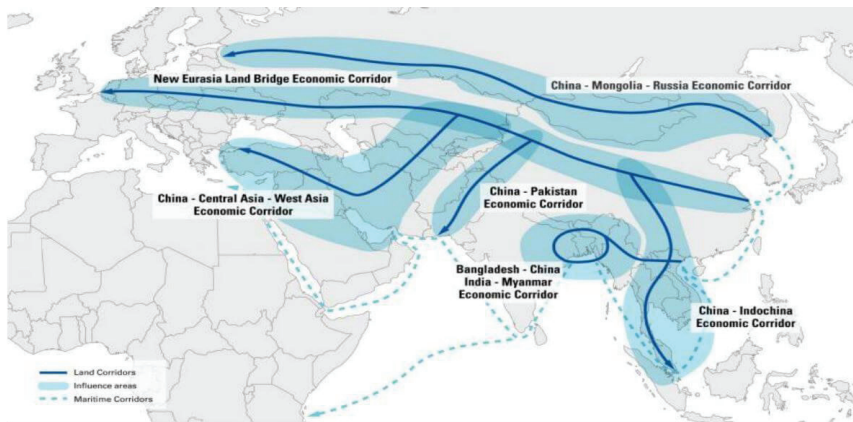 New Eurasia Land Bridge Economic Corridor
China - Mongolia - Russia Economic Corridor
China - Central Asia - West Asia
Economic Corridor
China - Pakistan
Economic Corridor
Bangladesh - China
India - Myanmar
Economic Corridor
China - Indochina
Economic Corridor
Land Corridors
Influence areas
Maritime Corridors